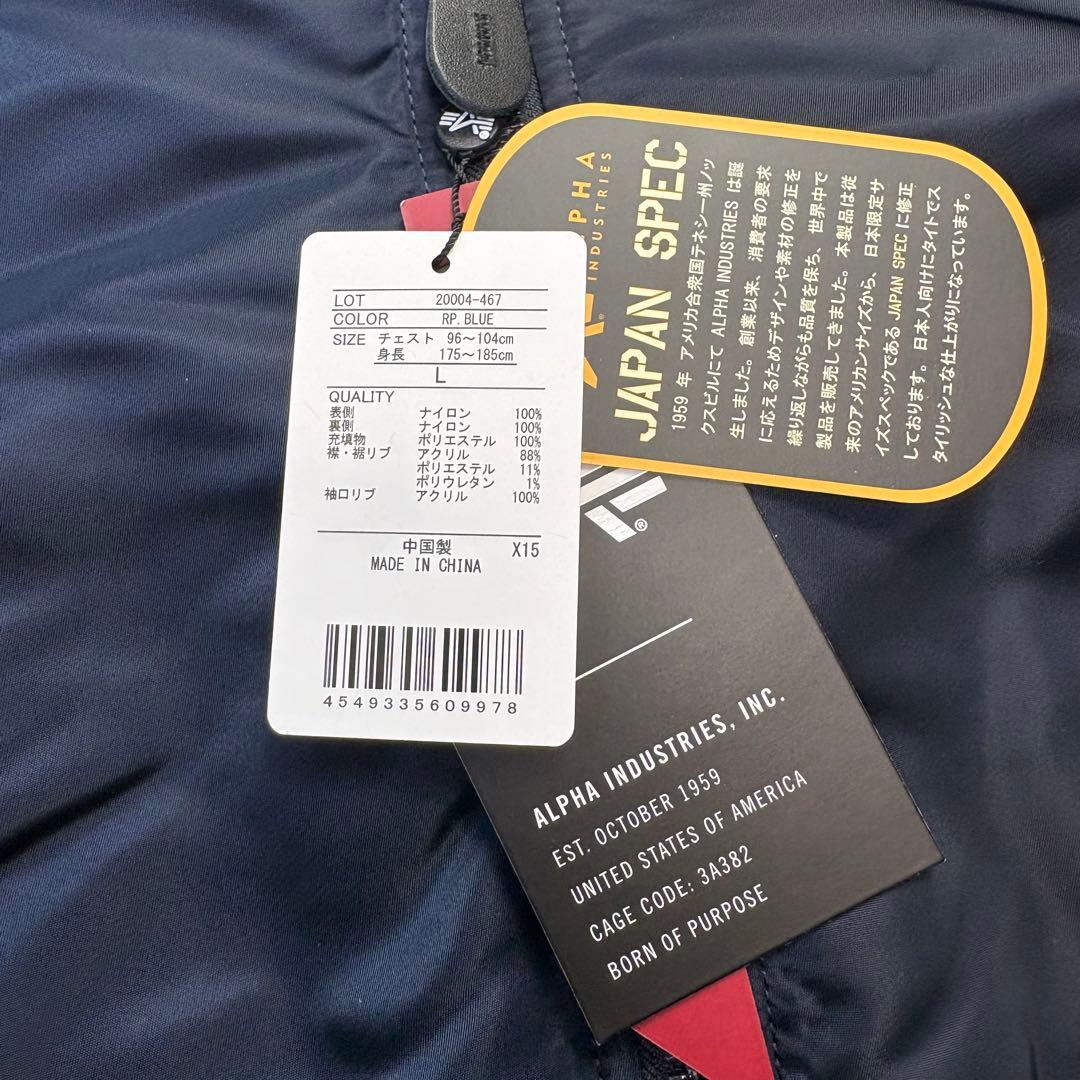 LOT 20004-467
COLOR RP.BLUE
SIZE チェスト 96～104cm
身長 175～185cm
L
QUALITY
表側 ナイロン 100%
裏側 ナイロン 100%
充填物 ポリエステル 100%
襟・裾リブ アクリル 88%
ポリエステル 11%
ポリウレタン 1%
袖口リブ アクリル 100%
中国製 X15
MADE IN CHINA
4549335609978
ALPHA
INDUSTRIES
JAPAN SPEC
1959 年 アメリカ合衆国テネシー州ノッ
クスビルにて ALPHA INDUSTRIES は誕
生しました。創業以来、消費者の要求
に応えるためデザインや素材の修正を
繰り返しながらも品質を保ち、世界中で
製品を販売してきました。本製品は従
来のアメリカンサイズから、日本限定サ
イズスペックである JAPAN SPEC に修正
しております。日本人向けにタイトでス
タイリッシュな仕上がりになっています。
®
ALPHA INDUSTRIES, INC.
EST. OCTOBER 1959
UNITED STATES OF AMERICA
CAGE CODE: 3A382
BORN OF PURPOSE